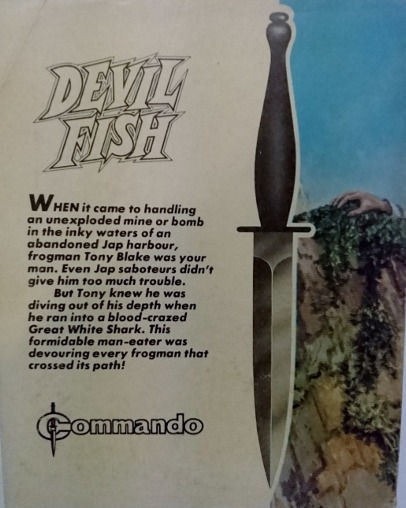 DEVIL
FISH
WHEN it came to handling
an unexploded mine or bomb
in the inky waters of an
abandoned Jap harbour,
frogman Tony Blake was your
man. Even Jap saboteurs didn't
give him too much trouble.
But Tony knew he was
diving out of his depth when
he ran into a blood-crazed
Great White Shark. This
formidable man-eater was
devouring every frogman that
crossed its path!
Commando